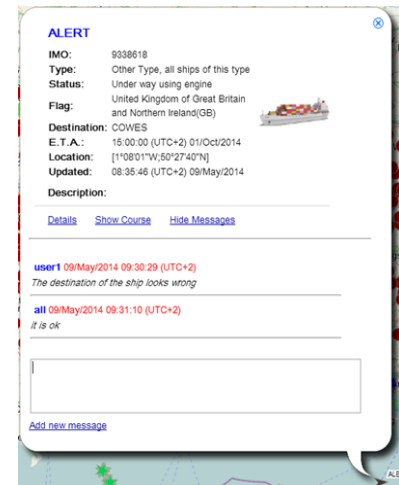 ALERT
IMO: 9338618
Type: Other Type, all ships of this type
Status: Under way using engine
Flag: United Kingdom of Great Britain
and Northern Ireland(GB)
Destination: COWES
E.T.A.: 15:00:00 (UTC+2) 01/Oct/2014
Location: [1°08'01"W;50°27'40"N]
Updated: 08:35:46 (UTC+2) 09/May/2014
Description:
Details Show Course Hide Messages
user1 09/May/2014 09:30:29 (UTC+2)
The destination of the ship looks wrong
all 09/May/2014 09:31:10 (UTC+2)
it is ok
Add new message
ALE